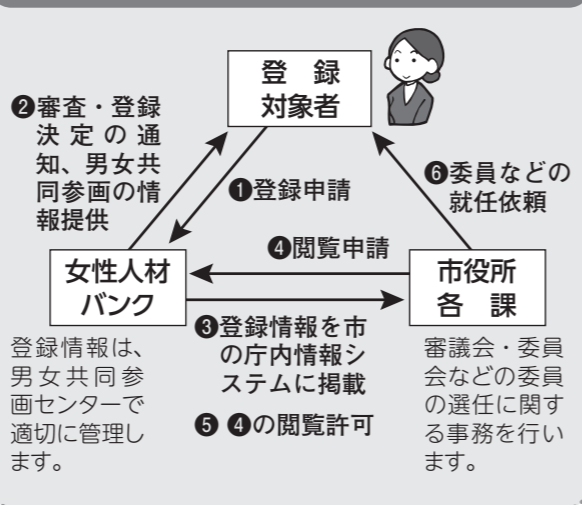 登録
対象者
❷審査・登録
決定の通
知、男女共
同参画の情
報提供
❶登録申請
❻委員などの
就任依頼
❹閲覧申請
女性人材
バンク
市役所
各課
❸登録情報を市
の庁内情報シ
ステムに掲載
❺ ❹の閲覧許可
登録情報は、
男女共同参
画センターで
適切に管理し
ます。
審議会・委員
会などの委員
の選任に関す
る事務を行い
ます。